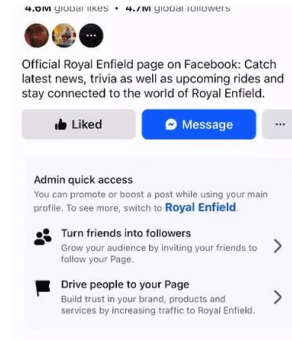 4.6M global likes • 4.7M global followers
Official Royal Enfield page on Facebook: Catch
latest news, trivia as well as upcoming rides and
stay connected to the world of Royal Enfield.
Liked
Message
Admin quick access
You can promote or boost a post while using your main
profile. To see more, switch to Royal Enfield.
Turn friends into followers
Grow your audience by inviting your friends to
follow your Page.
Drive people to your Page
Build trust in your brand, products and
services by increasing traffic to Royal Enfield.